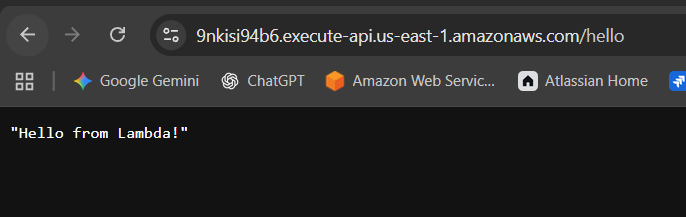 9nkisi94b6.execute-api.us-east-1.amazonaws.com/hello
Google Gemini ChatGPT Amazon Web Servic... Atlassian Home
"Hello from Lambda!"